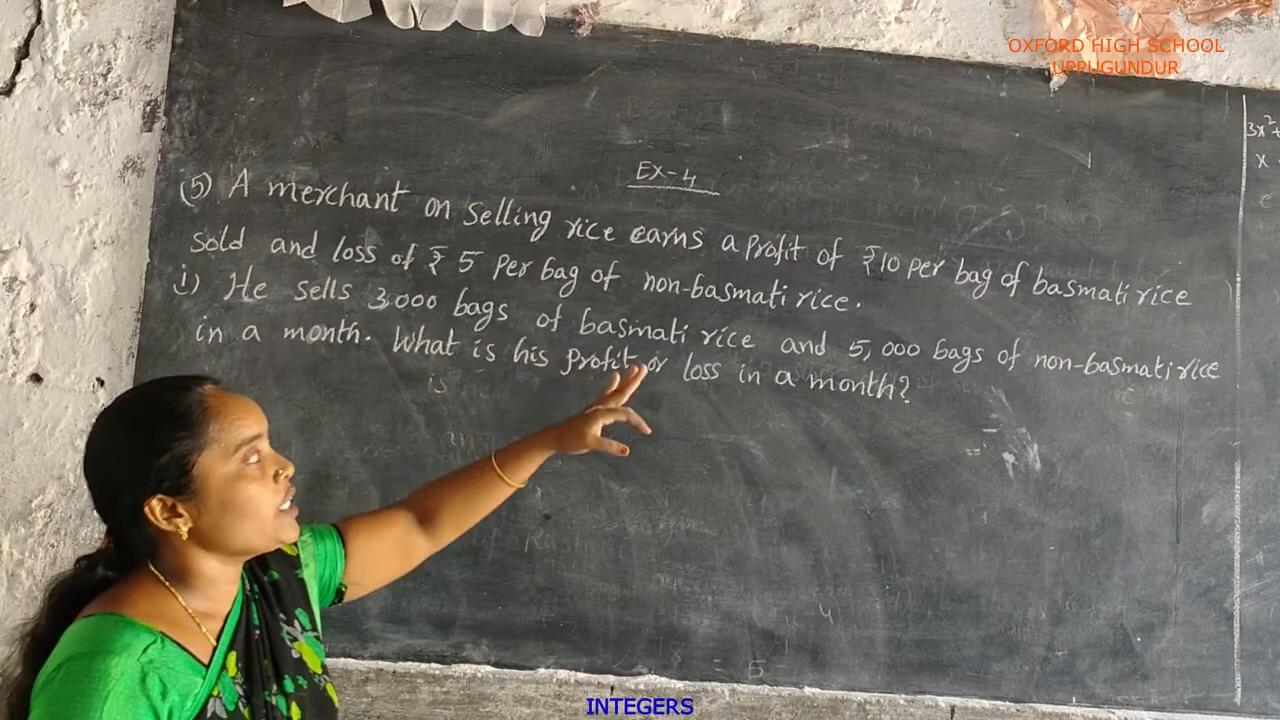 OXFORD HIGH SCHOOL
UPPUGUNDUR
EX-4
(5) A merchant on selling rice earns a profit of ₹10 per bag of basmati rice
sold and loss of ₹ 5 per bag of non-basmati rice.
i) He sells 3,000 bags of basmati rice and 5,000 bags of non-basmati rice
in a month. What is his profit or loss in a month?
3x²+
x
INTEGERS